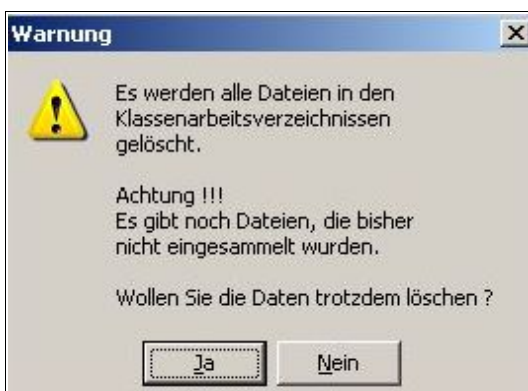 Warnung
Es werden alle Dateien in den
Klassenarbeitsverzeichnissen
gelöscht.
Achtung !!!
Es gibt noch Dateien, die bisher
nicht eingesammelt wurden.
Wollen Sie die Daten trotzdem löschen ?
Ja Nein